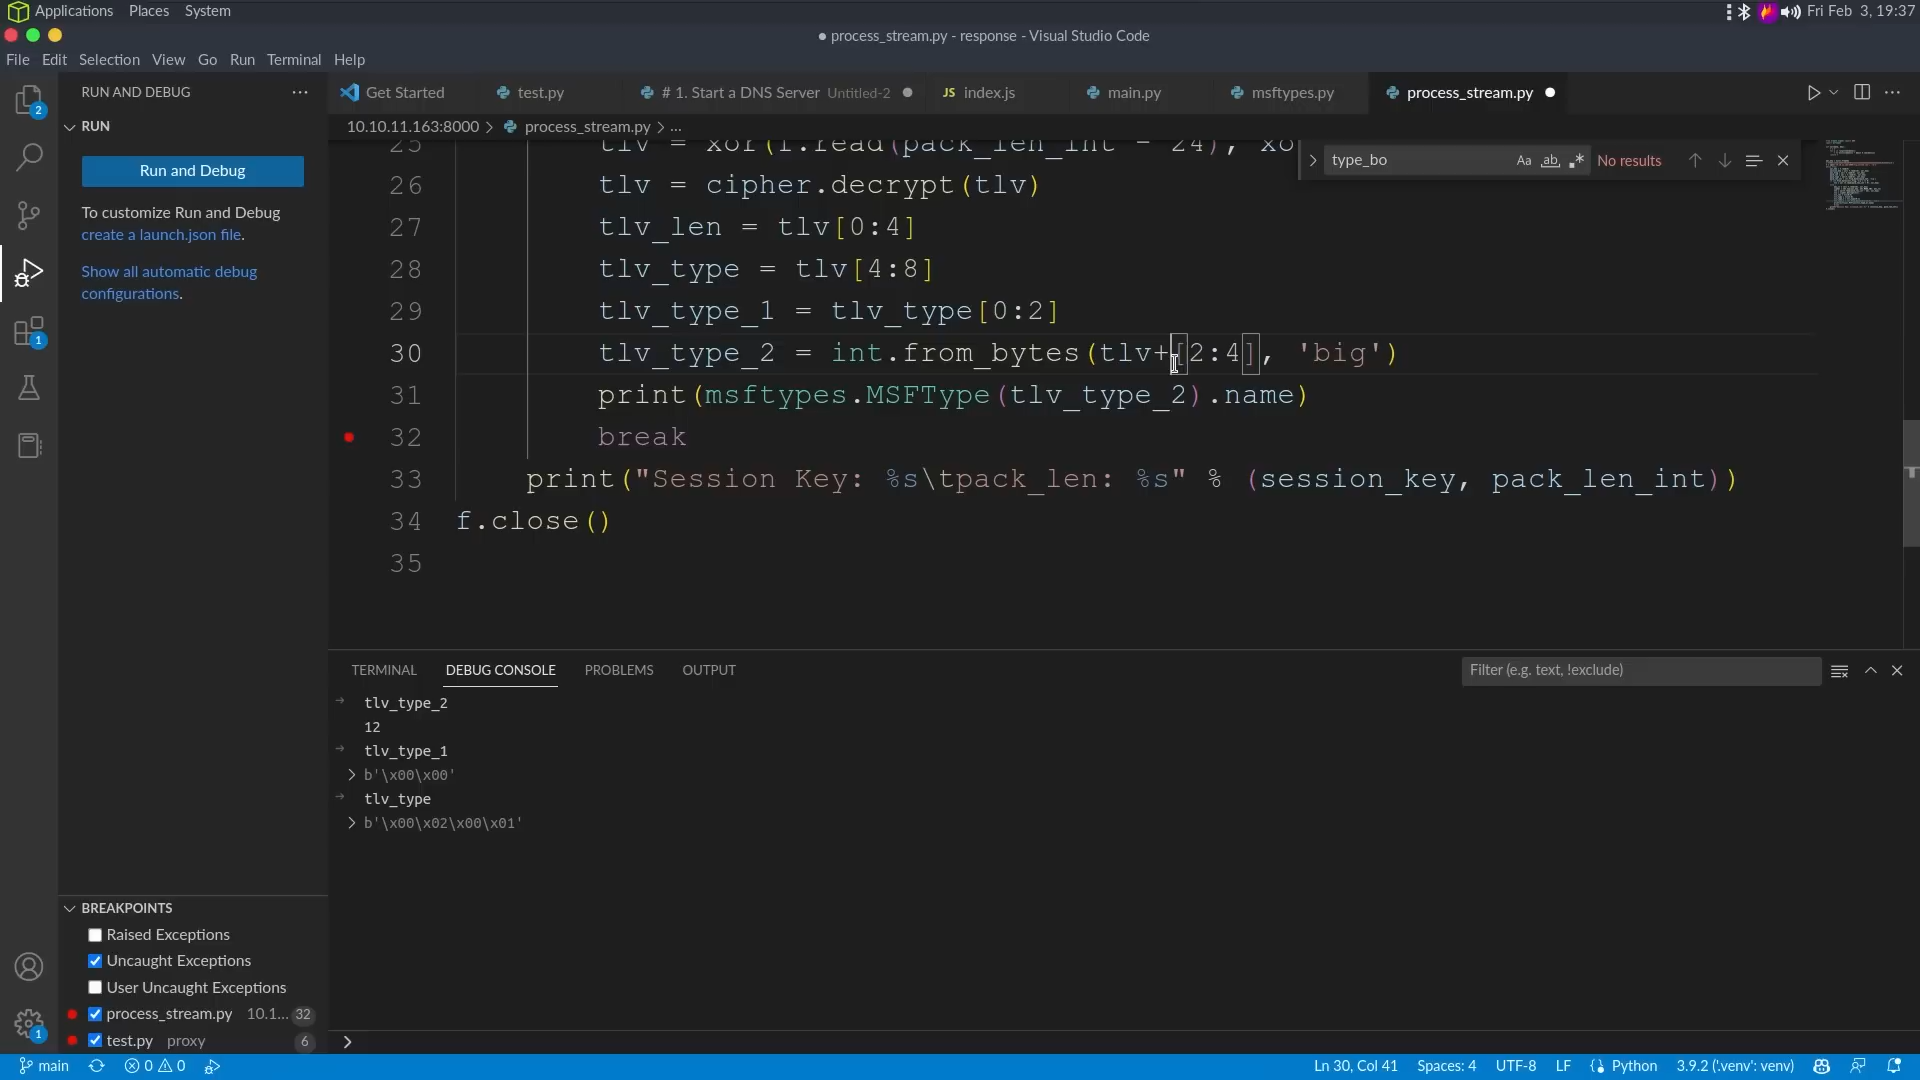 Applications Places System
Fri Feb 3, 19:37
● process_stream.py - response - Visual Studio Code
File Edit Selection View Go Run Terminal Help
RUN AND DEBUG ···
Get Started test.py # 1. Start a DNS Server Untitled-2 ● JS index.js main.py msftypes.py process_stream.py ●
RUN
10.10.11.163:8000 > process_stream.py > ...
25 tlv = xor(f.read(pack_len_int - 24), xo
type_bo Aa ab .* No results
Run and Debug
26 tlv = cipher.decrypt(tlv)
To customize Run and Debug
create a launch.json file.
27 tlv_len = tlv[0:4]
Show all automatic debug
configurations.
28 tlv_type = tlv[4:8]
29 tlv_type_1 = tlv_type[0:2]
30 tlv_type_2 = int.from_bytes(tlv+[2:4], 'big')
31 print(msftypes.MSFType(tlv_type_2).name)
32 break
33 print("Session Key: %s\tpack_len: %s" % (session_key, pack_len_int))
34 f.close()
35
TERMINAL DEBUG CONSOLE PROBLEMS OUTPUT
Filter (e.g. text, !exclude)
tlv_type_2
12
tlv_type_1
> b'\x00\x00'
tlv_type
> b'\x00\x02\x00\x01'
BREAKPOINTS
Raised Exceptions
Uncaught Exceptions
User Uncaught Exceptions
process_stream.py 10.1... 32
test.py proxy 6
>
2
1
1
main 0 0 Ln 30, Col 41 Spaces: 4 UTF-8 LF Python 3.9.2 ('.venv': venv)